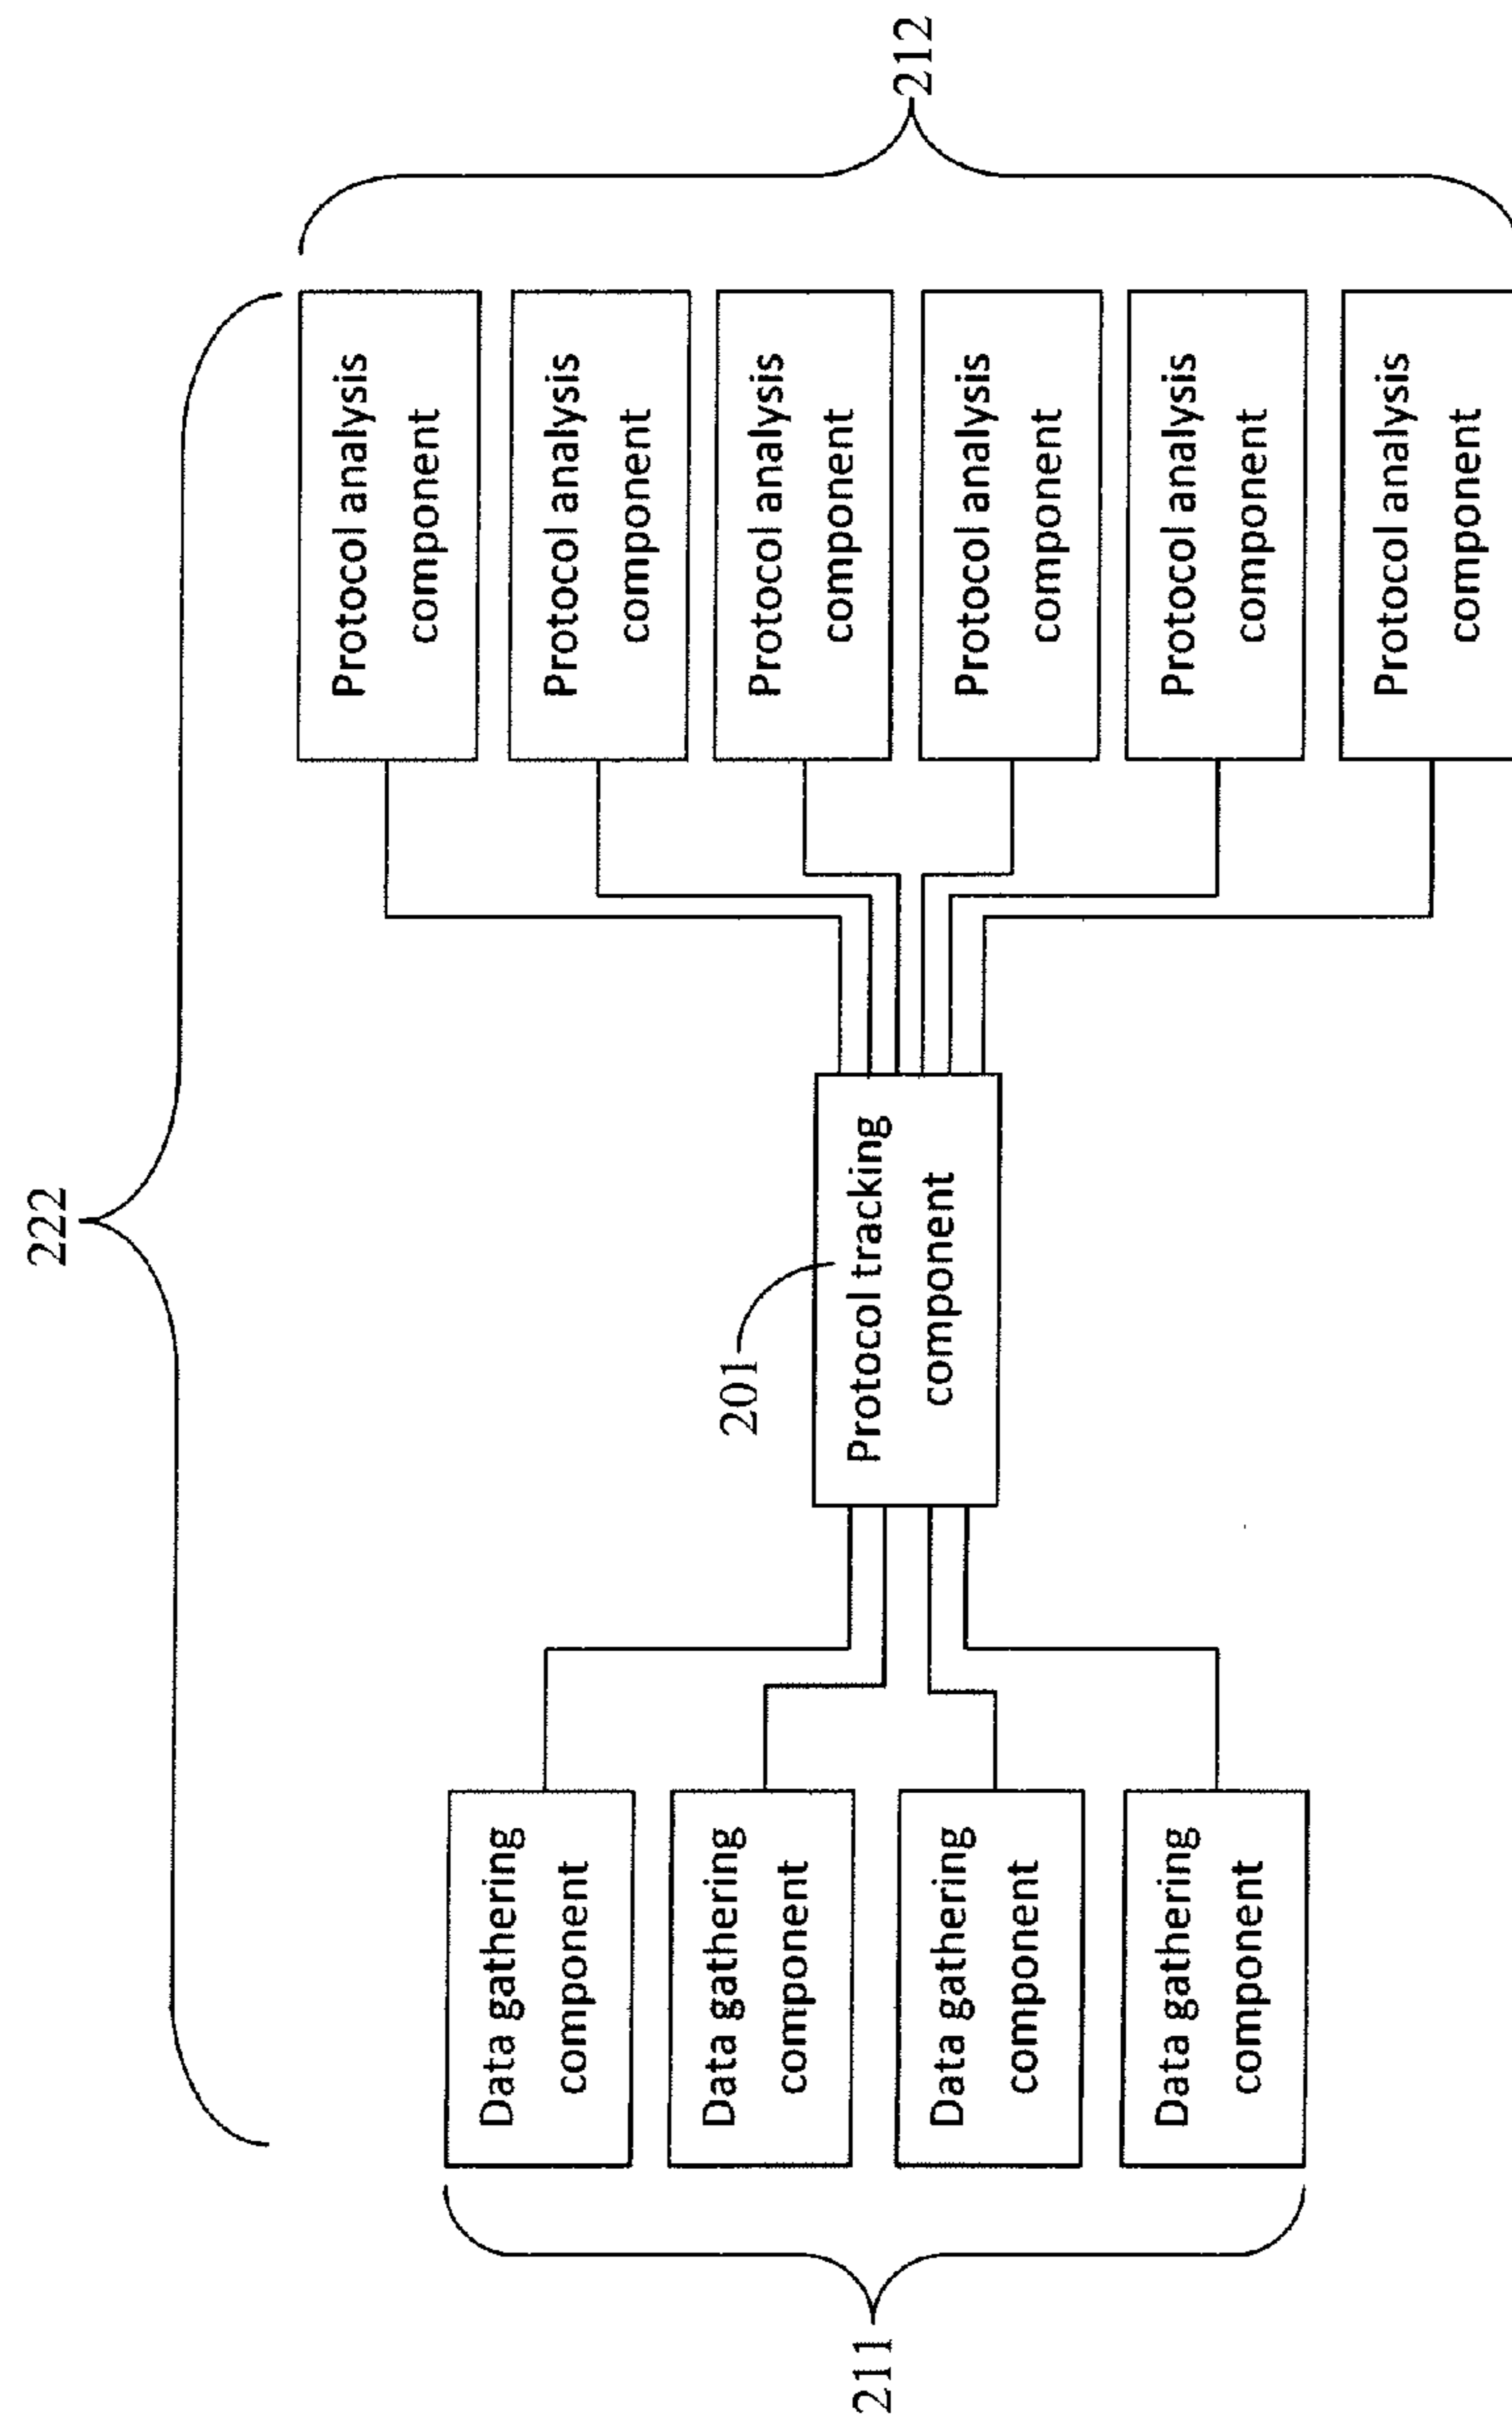 222
211
Data gathering
component
Data gathering
component
Data gathering
component
Data gathering
component
201
Protocol tracking
component
Protocol analysis
component
Protocol analysis
component
Protocol analysis
component
Protocol analysis
component
Protocol analysis
component
Protocol analysis
component
212